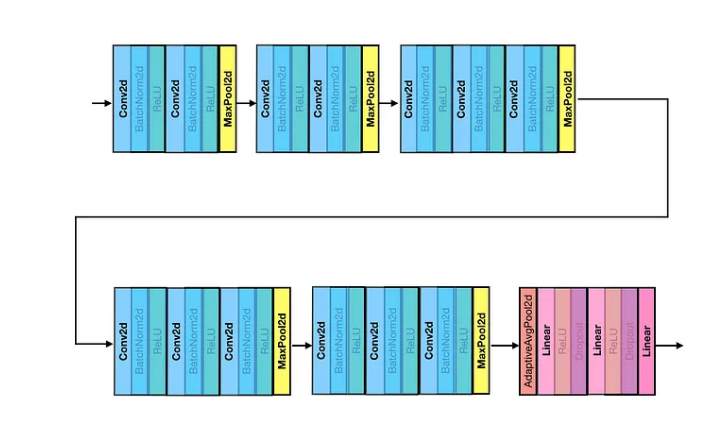 Conv2d
BatchNorm2d
ReLU
Conv2d
BatchNorm2d
ReLU
MaxPool2d
Conv2d
BatchNorm2d
ReLU
Conv2d
BatchNorm2d
ReLU
MaxPool2d
Conv2d
BatchNorm2d
ReLU
Conv2d
BatchNorm2d
ReLU
Conv2d
BatchNorm2d
ReLU
MaxPool2d
Conv2d
BatchNorm2d
ReLU
Conv2d
BatchNorm2d
ReLU
Conv2d
BatchNorm2d
ReLU
MaxPool2d
Conv2d
BatchNorm2d
ReLU
Conv2d
BatchNorm2d
ReLU
Conv2d
BatchNorm2d
ReLU
MaxPool2d
AdaptiveAvgPool2d
Linear
ReLU
Dropout
Linear
ReLU
Dropout
Linear